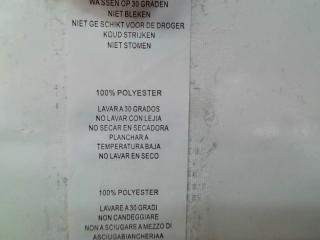 WASSEN OP 30 GRADEN
NIET BLEKEN
NIET GE SCHIKT VOOR DE DROGER
KOUD STRIJKEN
NIET STOMEN
100% POLYESTER
LAVAR A 30 GRADOS
NO LAVAR CON LEJIA
NO SECAR EN SECADORA
PLANCHAR A
TEMPERATURA BAJA
NO LAVAR EN SECO
100% POLYESTER
LAVARE A 30 GRADI
NON CANDEGGIARE
NON A SCIUGARE A MEZZO DI
ASCIUGABIANCHERJAA